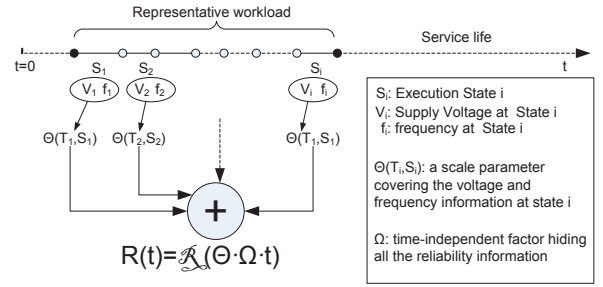 Representative workload
Service life
t=0
t
S1 S2 Si
V1 f1 V2 f2 Vi fi
Θ(T1,S1) Θ(T2,S2) Θ(T1,S1)
+
R(t)=ℛ(Θ·Ω·t)
Si: Execution State i
Vi: Supply Voltage at State i
fi: frequency at State i
Θ(Ti,Si): a scale parameter
covering the voltage and
frequency information at state i
Ω: time-independent factor hiding
all the reliability information